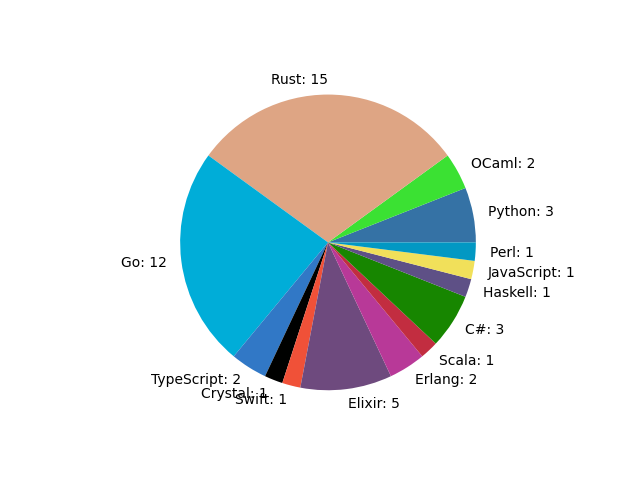 Rust: 15
OCaml: 2
Python: 3
Perl: 1
Go: 12
JavaScript: 1
Haskell: 1
C#: 3
Scala: 1
TypeScript: 2
Erlang: 2
Crystal: 1
Swift: 1
Elixir: 5